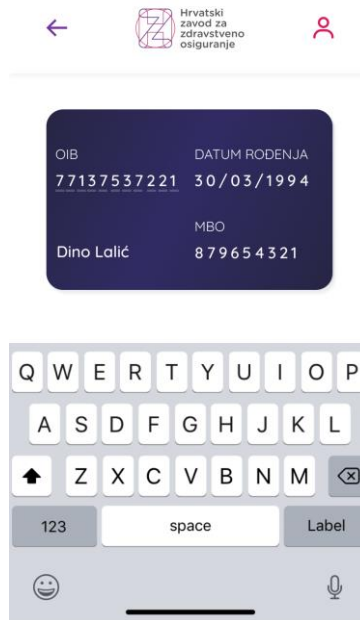 Hrvatski
zavod za
zdravstveno
osiguranje
OIB
77137537221
DATUM RODENJA
30/03/1994
MBO
879654321
Dino Lalić
Q W E R T Y U I O P
A S D F G H J K L
Z X C V B N M
123 space Label